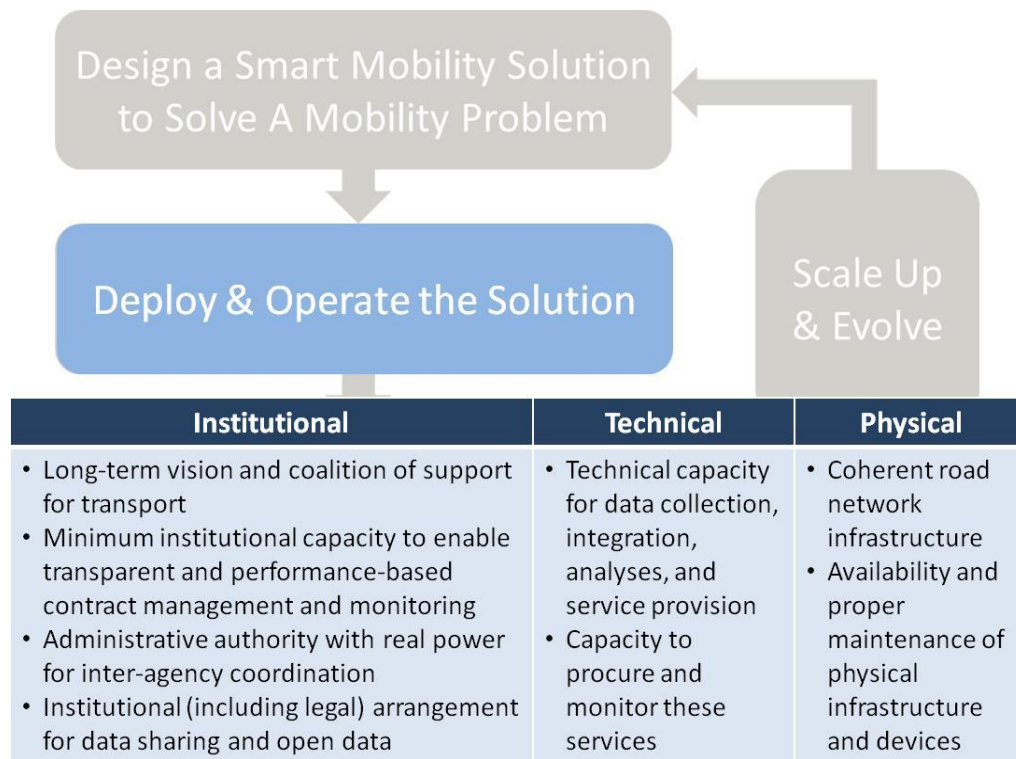 Design a Smart Mobility Solution
to Solve A Mobility Problem
Deploy & Operate the Solution
Scale Up
& Evolve
Institutional
• Long-term vision and coalition of support
for transport
• Minimum institutional capacity to enable
transparent and performance-based
contract management and monitoring
• Administrative authority with real power
for inter-agency coordination
• Institutional (including legal) arrangement
for data sharing and open data
Technical
• Technical capacity
for data collection,
integration,
analyses, and
service provision
• Capacity to
procure and
monitor these
services
Physical
• Coherent road
network
infrastructure
• Availability and
proper
maintenance of
physical
infrastructure
and devices